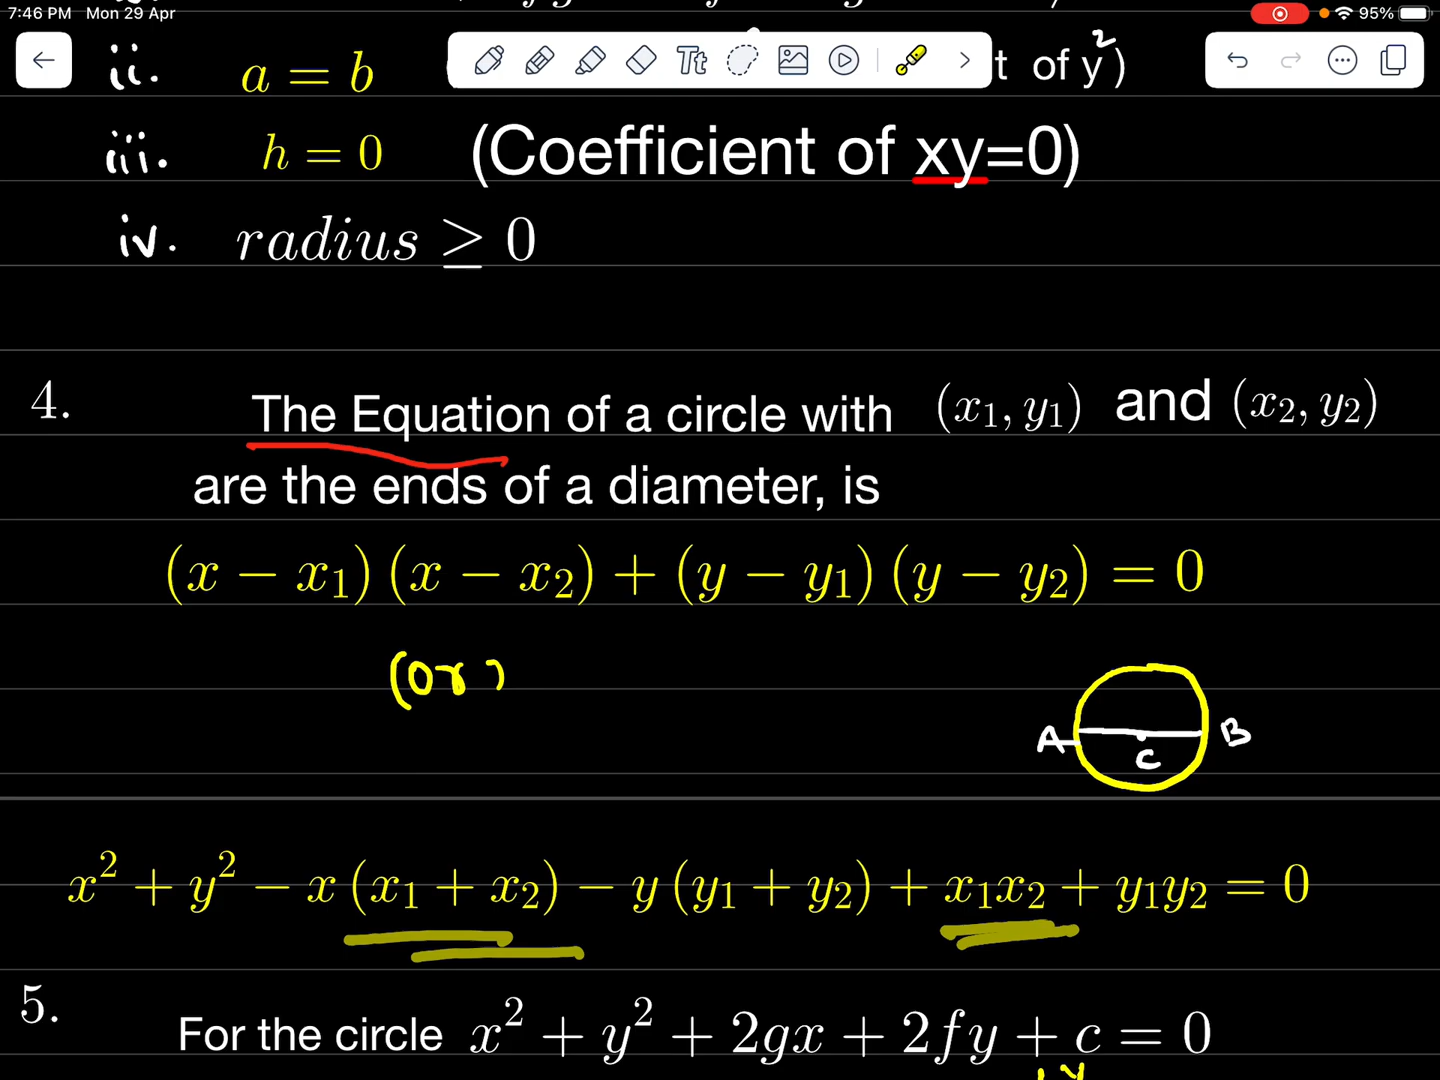 7:46 PM Mon 29 Apr 95%
ii. a = b t of y²)
iii. h = 0 (Coefficient of xy=0)
iv. radius ≥ 0
4. The Equation of a circle with (x₁, y₁) and (x₂, y₂)
are the ends of a diameter, is
(x − x₁) (x − x₂) + (y − y₁) (y − y₂) = 0
(or)
A B
C
x² + y² − x (x₁ + x₂) − y (y₁ + y₂) + x₁x₂ + y₁y₂ = 0
5. For the circle x² + y² + 2gx + 2fy + c = 0